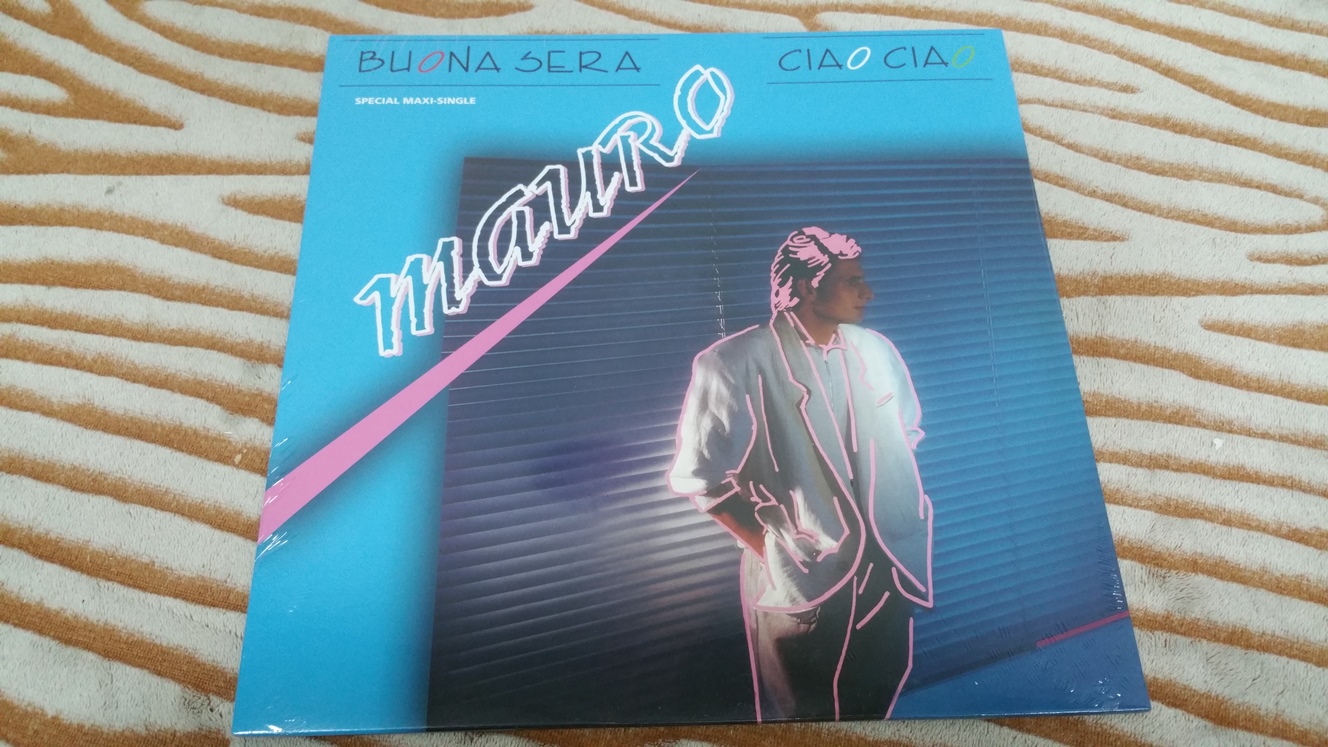 BUONA SERA
CIAO CIAO
SPECIAL MAXI-SINGLE
mauro